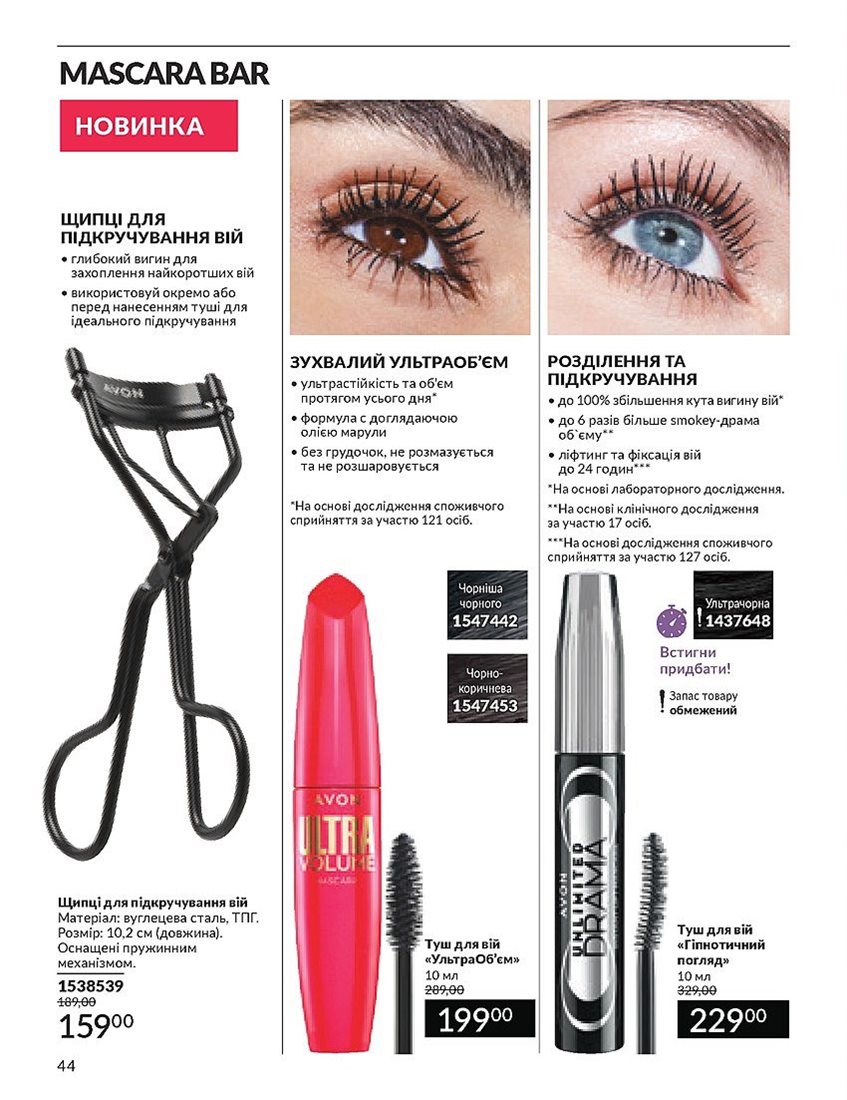 MASCARA BAR
НОВИНКА
ЩИПЦІ ДЛЯ
ПІДКРУЧУВАННЯ ВІЙ
• глибокий вигин для
захоплення найкоротших вій
• використовуй окремо або
перед нанесенням туші для
ідеального підкручування
AVON
Щипці для підкручування вій
Матеріал: вуглецева сталь, ТПГ.
Розмір: 10,2 см (довжина).
Оснащені пружинним
механізмом.
1538539
189,00
15900
ЗУХВАЛИЙ УЛЬТРАОБ’ЄМ
• ультрастійкість та об’єм
протягом усього дня*
• формула с доглядаючою
олією марули
• без грудочок, не розмазується
та не розшаровується
*На основі дослідження споживчого
сприйняття за участю 121 осіб.
Чорніша
чорного
1547442
Чорно-
коричнева
1547453
AVON
ULTRA
VOLUME
MASCARA
Туш для вій
«УльтраОб’єм»
10 мл
289,00
19900
РОЗДІЛЕННЯ ТА
ПІДКРУЧУВАННЯ
• до 100% збільшення кута вигину вій*
• до 6 разів більше smokey-драма
об`єму**
• ліфтинг та фіксація вій
до 24 годин***
*На основі лабораторного дослідження.
**На основі клінічного дослідження
за участю 17 осіб.
***На основі дослідження споживчого
сприйняття за участю 127 осіб.
! Ультрачорна
1437648
Встигни
придбати!
! Запас товару
обмежений
AVON
UNLIMITED
DRAMA
Туш для вій
«Гіпнотичний
погляд»
10 мл
329,00
22900
44